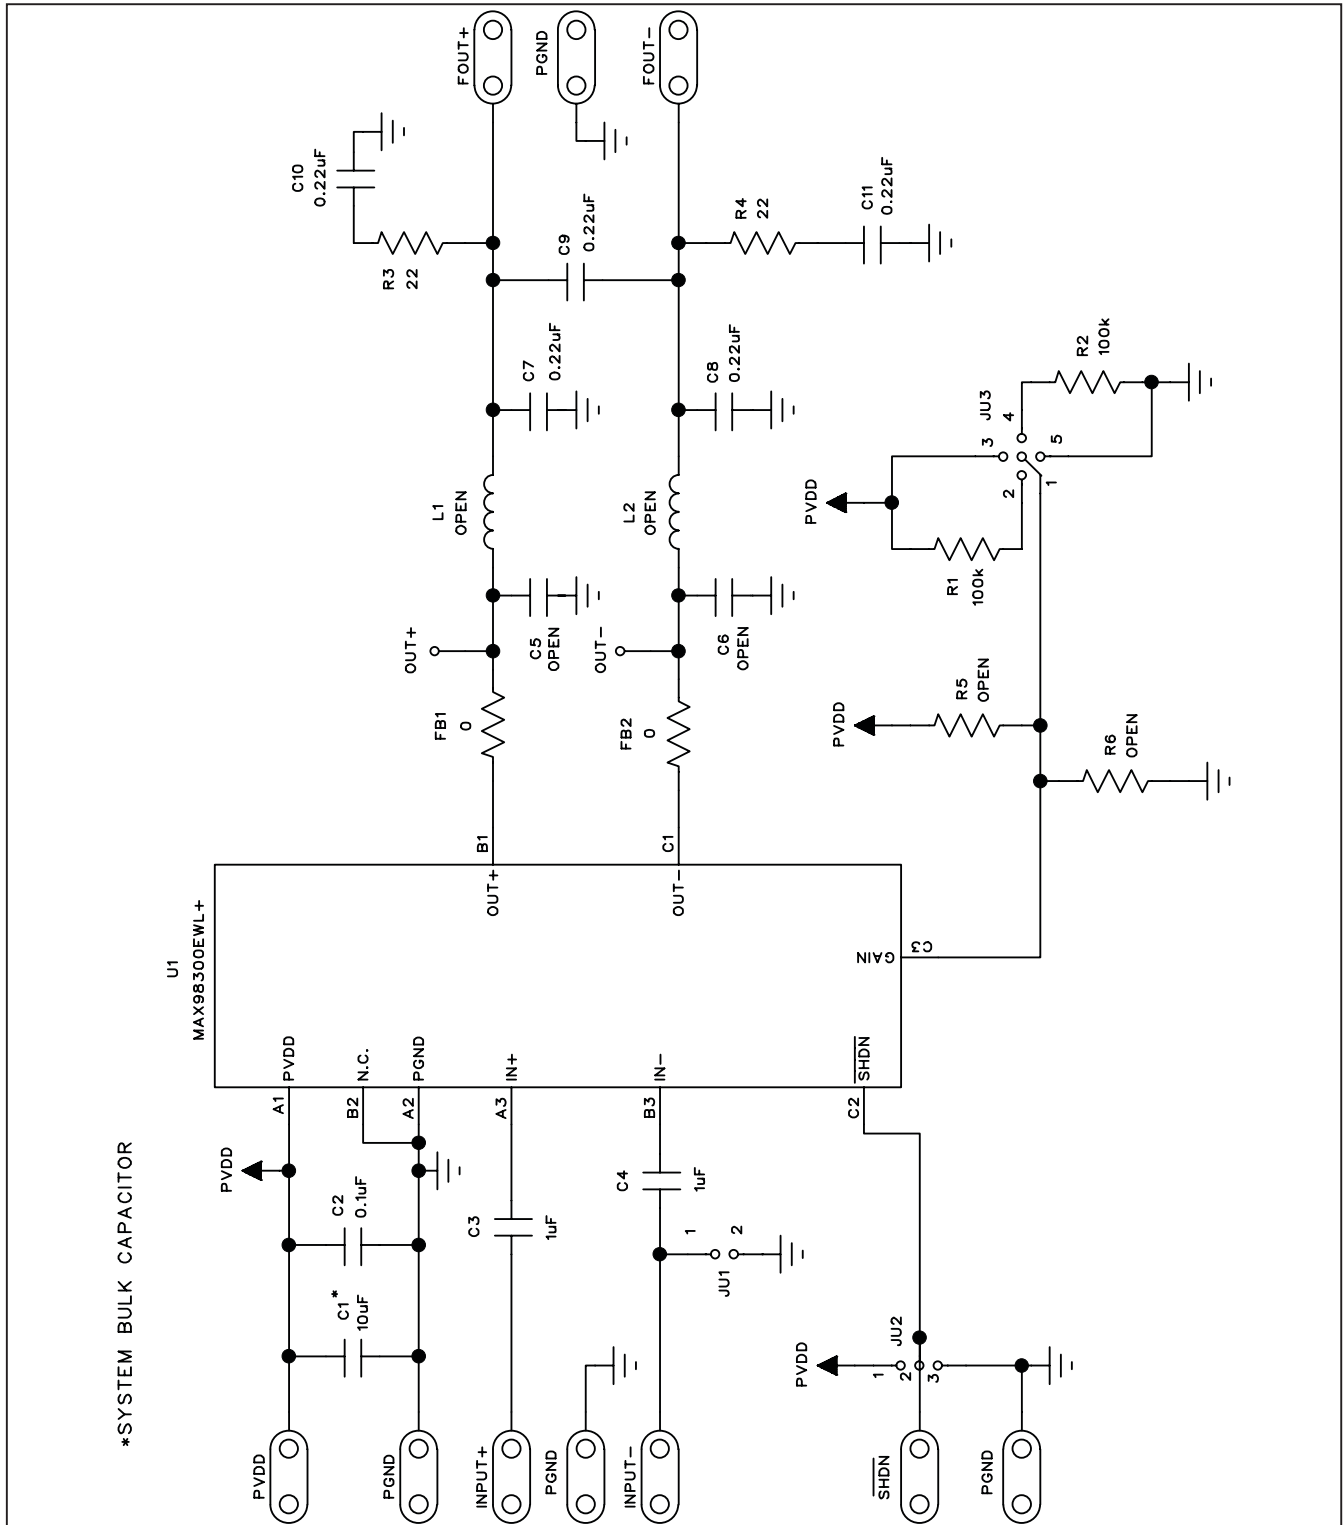 *SYSTEM BULK CAPACITOR
U1
MAX98300EWL+
PVDD
PGND
INPUT+
PGND
INPUT-
SHDN
PGND
C1*
10uF
C2
0.1uF
PVDD
A1
PVDD
B2
N.C.
A2
PGND
C3
1uF
A3
IN+
C4
1uF
B3
IN-
JU1
1
2
C2
SHDN
PVDD
JU2
1
2
3
GAIN
C3
OUT+
B1
OUT-
C1
FB1
0
FB2
0
OUT+
OUT-
C5
OPEN
C6
OPEN
L1
OPEN
L2
OPEN
C7
0.22uF
C8
0.22uF
C9
0.22uF
R3
22
C10
0.22uF
R4
22
C11
0.22uF
FOUT+
PGND
FOUT-
PVDD
R5
OPEN
R6
OPEN
PVDD
R1
100k
JU3
3
4
2
1
5
R2
100k